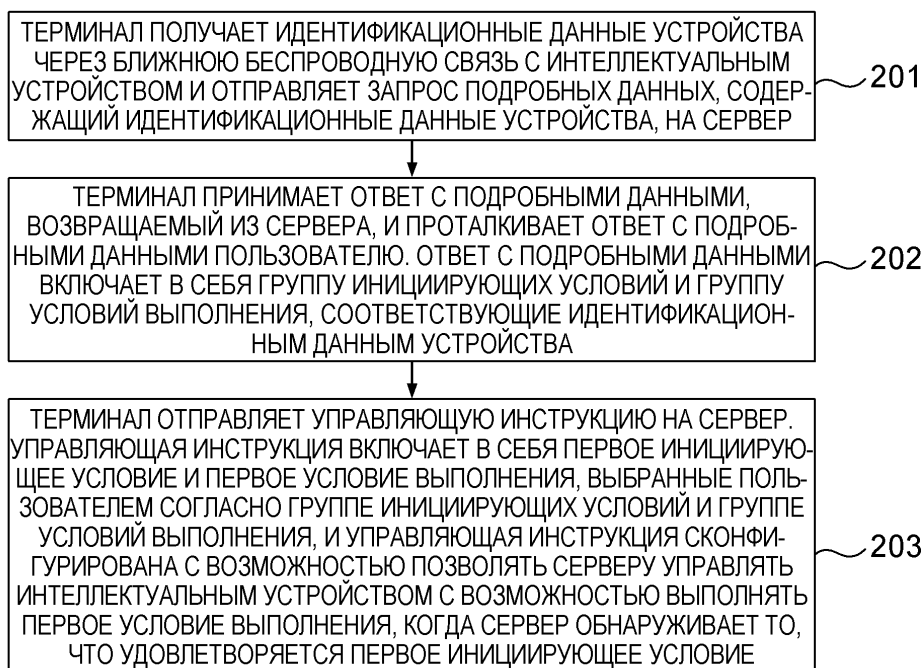 ТЕРМИНАЛ ПОЛУЧАЕТ ИДЕНТИФИКАЦИОННЫЕ ДАННЫЕ УСТРОЙСТВА
ЧЕРЕЗ БЛИЖНЮЮ БЕСПРОВОДНУЮ СВЯЗЬ С ИНТЕЛЛЕКТУАЛЬНЫМ
УСТРОЙСТВОМ И ОТПРАВЛЯЕТ ЗАПРОС ПОДРОБНЫХ ДАННЫХ, СОДЕР-
ЖАЩИЙ ИДЕНТИФИКАЦИОННЫЕ ДАННЫЕ УСТРОЙСТВА, НА СЕРВЕР
201
ТЕРМИНАЛ ПРИНИМАЕТ ОТВЕТ С ПОДРОБНЫМИ ДАННЫМИ,
ВОЗВРАЩАЕМЫЙ ИЗ СЕРВЕРА, И ПРОТАЛКИВАЕТ ОТВЕТ С ПОДРОБ-
НЫМИ ДАННЫМИ ПОЛЬЗОВАТЕЛЮ. ОТВЕТ С ПОДРОБНЫМИ ДАННЫМИ
ВКЛЮЧАЕТ В СЕБЯ ГРУППУ ИНИЦИИРУЮЩИХ УСЛОВИЙ И ГРУППУ
УСЛОВИЙ ВЫПОЛНЕНИЯ, СООТВЕТСТВУЮЩИЕ ИДЕНТИФИКАЦИОН-
НЫМ ДАННЫМ УСТРОЙСТВА
202
ТЕРМИНАЛ ОТПРАВЛЯЕТ УПРАВЛЯЮЩУЮ ИНСТРУКЦИЮ НА СЕРВЕР.
УПРАВЛЯЮЩАЯ ИНСТРУКЦИЯ ВКЛЮЧАЕТ В СЕБЯ ПЕРВОЕ ИНИЦИИРУЮ-
ЩЕЕ УСЛОВИЕ И ПЕРВОЕ УСЛОВИЕ ВЫПОЛНЕНИЯ, ВЫБРАННЫЕ ПОЛЬ-
ЗОВАТЕЛЕМ СОГЛАСНО ГРУППЕ ИНИЦИИРУЮЩИХ УСЛОВИЙ И ГРУППЕ
УСЛОВИЙ ВЫПОЛНЕНИЯ, И УПРАВЛЯЮЩАЯ ИНСТРУКЦИЯ СКОНФИ-
ГУРИРОВАНА С ВОЗМОЖНОСТЬЮ ПОЗВОЛЯТЬ СЕРВЕРУ УПРАВЛЯТЬ
ИНТЕЛЛЕКТУАЛЬНЫМ УСТРОЙСТВОМ С ВОЗМОЖНОСТЬЮ ВЫПОЛНЯТЬ
ПЕРВОЕ УСЛОВИЕ ВЫПОЛНЕНИЯ, КОГДА СЕРВЕР ОБНАРУЖИВАЕТ ТО,
ЧТО УДОВЛЕТВОРЯЕТСЯ ПЕРВОЕ ИНИЦИИРУЮЩЕЕ УСЛОВИЕ
203